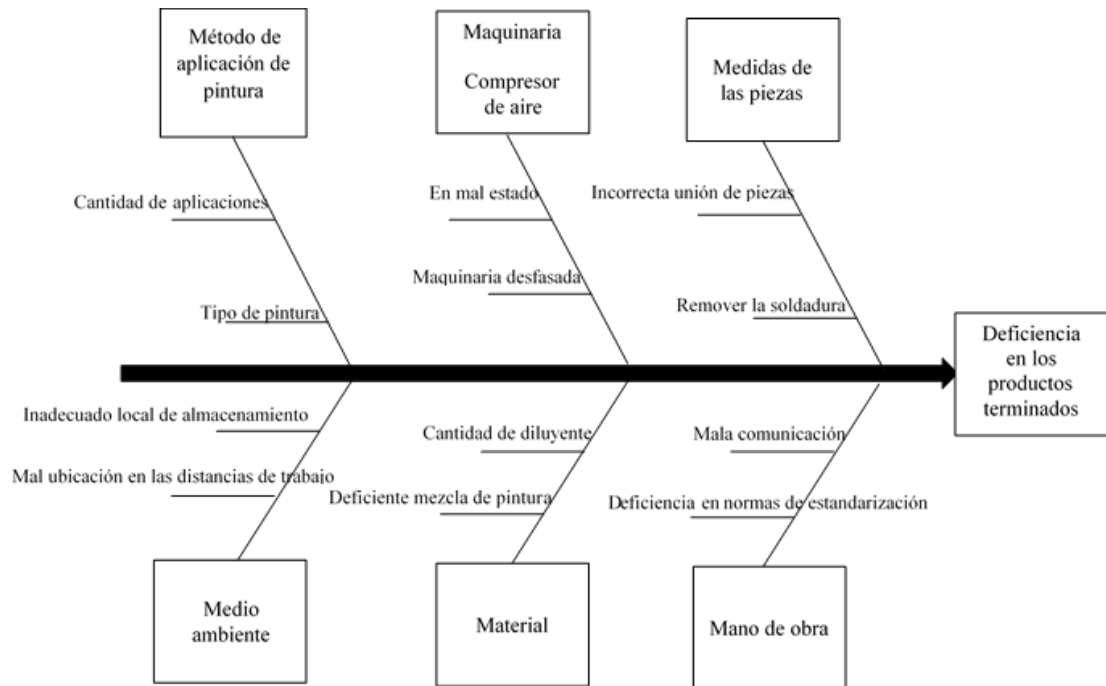 Método de
aplicación de
pintura
Maquinaria
Compresor
de aire
Medidas de
las piezas
Cantidad de aplicaciones
En mal estado
Incorrecta unión de piezas
Tipo de pintura
Maquinaria desfasada
Remover la soldadura
Deficiencia
en los
productos
terminados
Inadecuado local de almacenamiento
Cantidad de diluyente
Mala comunicación
Mal ubicación en las distancias de trabajo
Deficiente mezcla de pintura
Deficiencia en normas de estandarización
Medio
ambiente
Material
Mano de obra